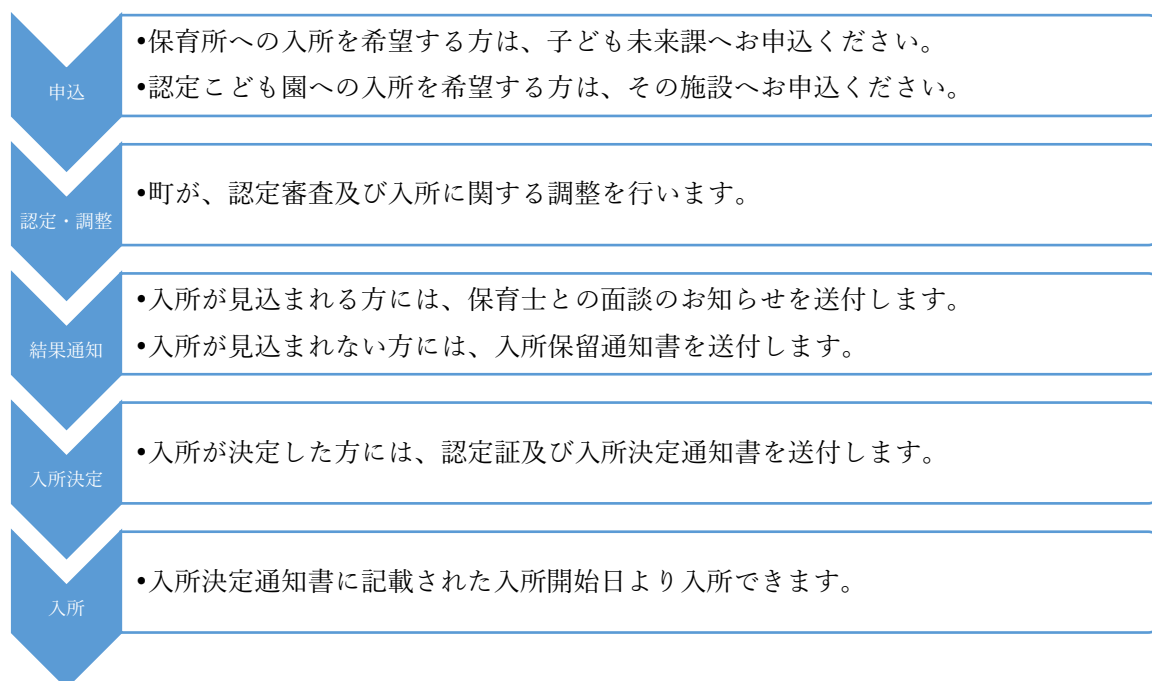 申込
•保育所への入所を希望する方は、子ども未来課へお申込ください。
•認定こども園への入所を希望する方は、その施設へお申込ください。
認定・調整
•町が、認定審査及び入所に関する調整を行います。
結果通知
•入所が見込まれる方には、保育士との面談のお知らせを送付します。
•入所が見込まれない方には、入所保留通知書を送付します。
入所決定
•入所が決定した方には、認定証及び入所決定通知書を送付します。
入所
•入所決定通知書に記載された入所開始日より入所できます。